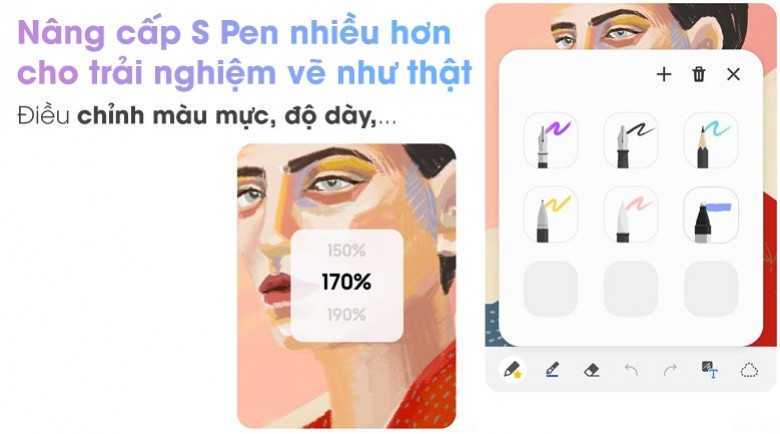 Nâng cấp S Pen nhiều hơn
cho trải nghiệm vẽ như thật
Điều chỉnh màu mực, độ dày,...
150%
170%
190%
T